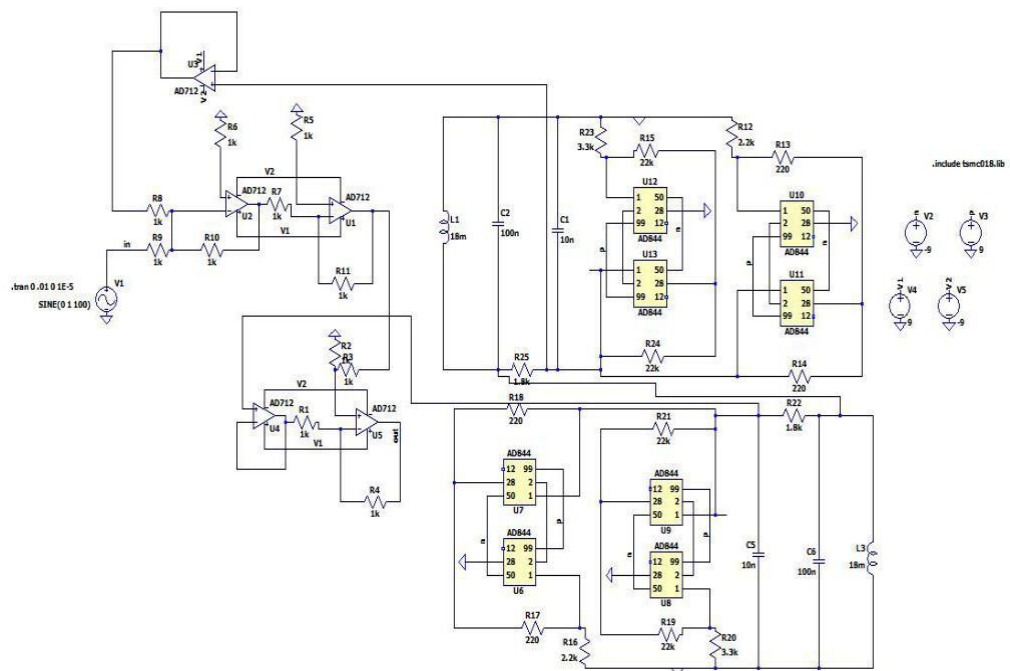 U3
V1
AD712
V2
R6
1k
R5
1k
V2
AD712
U2
R7
1k
AD712
U1
V1
R8
1k
in
R9
1k
R10
1k
R11
1k
.tran 0 .01 0 1E-5
V1
SINE(0 1 100)
R2
1k
R3
1k
V2
AD712
U4
R1
1k
AD712
U5
V1
out
R4
1k
L1
18m
C2
100n
C1
10n
R25
1.8k
R23
3.3k
R15
22k
U12
1 50
2 28
99 12
AD844
p
n
U13
1 50
2 28
99 12
AD844
R24
22k
R12
2.2k
R13
220
U10
1 50
2 28
99 12
AD844
p
n
U11
1 50
2 28
99 12
AD844
R14
220
.include tsmc018.lib
n
V2
-9
p
V3
9
V1
V4
9
V2
V5
-9
R18
220
AD844
12 99
28 2
50 1
U7
n
p
AD844
12 99
28 2
50 1
U6
R17
220
R16
2.2k
R21
22k
AD844
12 99
28 2
50 1
U9
n
p
AD844
12 99
28 2
50 1
U8
R19
22k
R20
3.3k
R22
1.8k
C5
10n
C6
100n
L3
18m